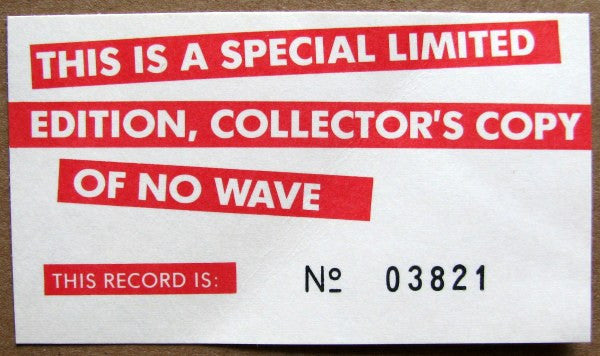 THIS IS A SPECIAL LIMITED
EDITION, COLLECTOR'S COPY
OF NO WAVE
THIS RECORD IS: Nº 03821